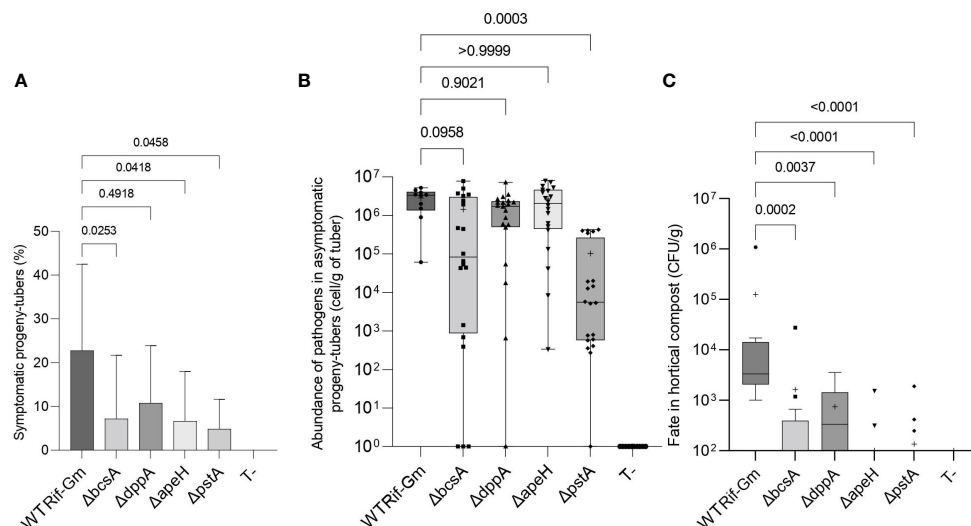 A
0.0458
0.0418
0.4918
0.0253
Symptomatic progeny-tubers (%)
50
40
30
20
10
0
WTRif-Gm
ΔbcsA
ΔdppA
ΔapeH
ΔpstA
T-
B
0.0003
>0.9999
0.9021
0.0958
Abundance of pathogens in asymptomatic
progeny-tubers (cell/g of tuber)
10⁷
10⁶
10⁵
10⁴
10³
10²
10¹
10⁰
WTRif-Gm
ΔbcsA
ΔdppA
ΔapeH
ΔpstA
T-
C
<0.0001
<0.0001
0.0037
0.0002
Fate in hortical compost (CFU/g)
10⁷
10⁶
10⁵
10⁴
10³
10²
WTRif-Gm
ΔbcsA
ΔdppA
ΔapeH
ΔpstA
T-